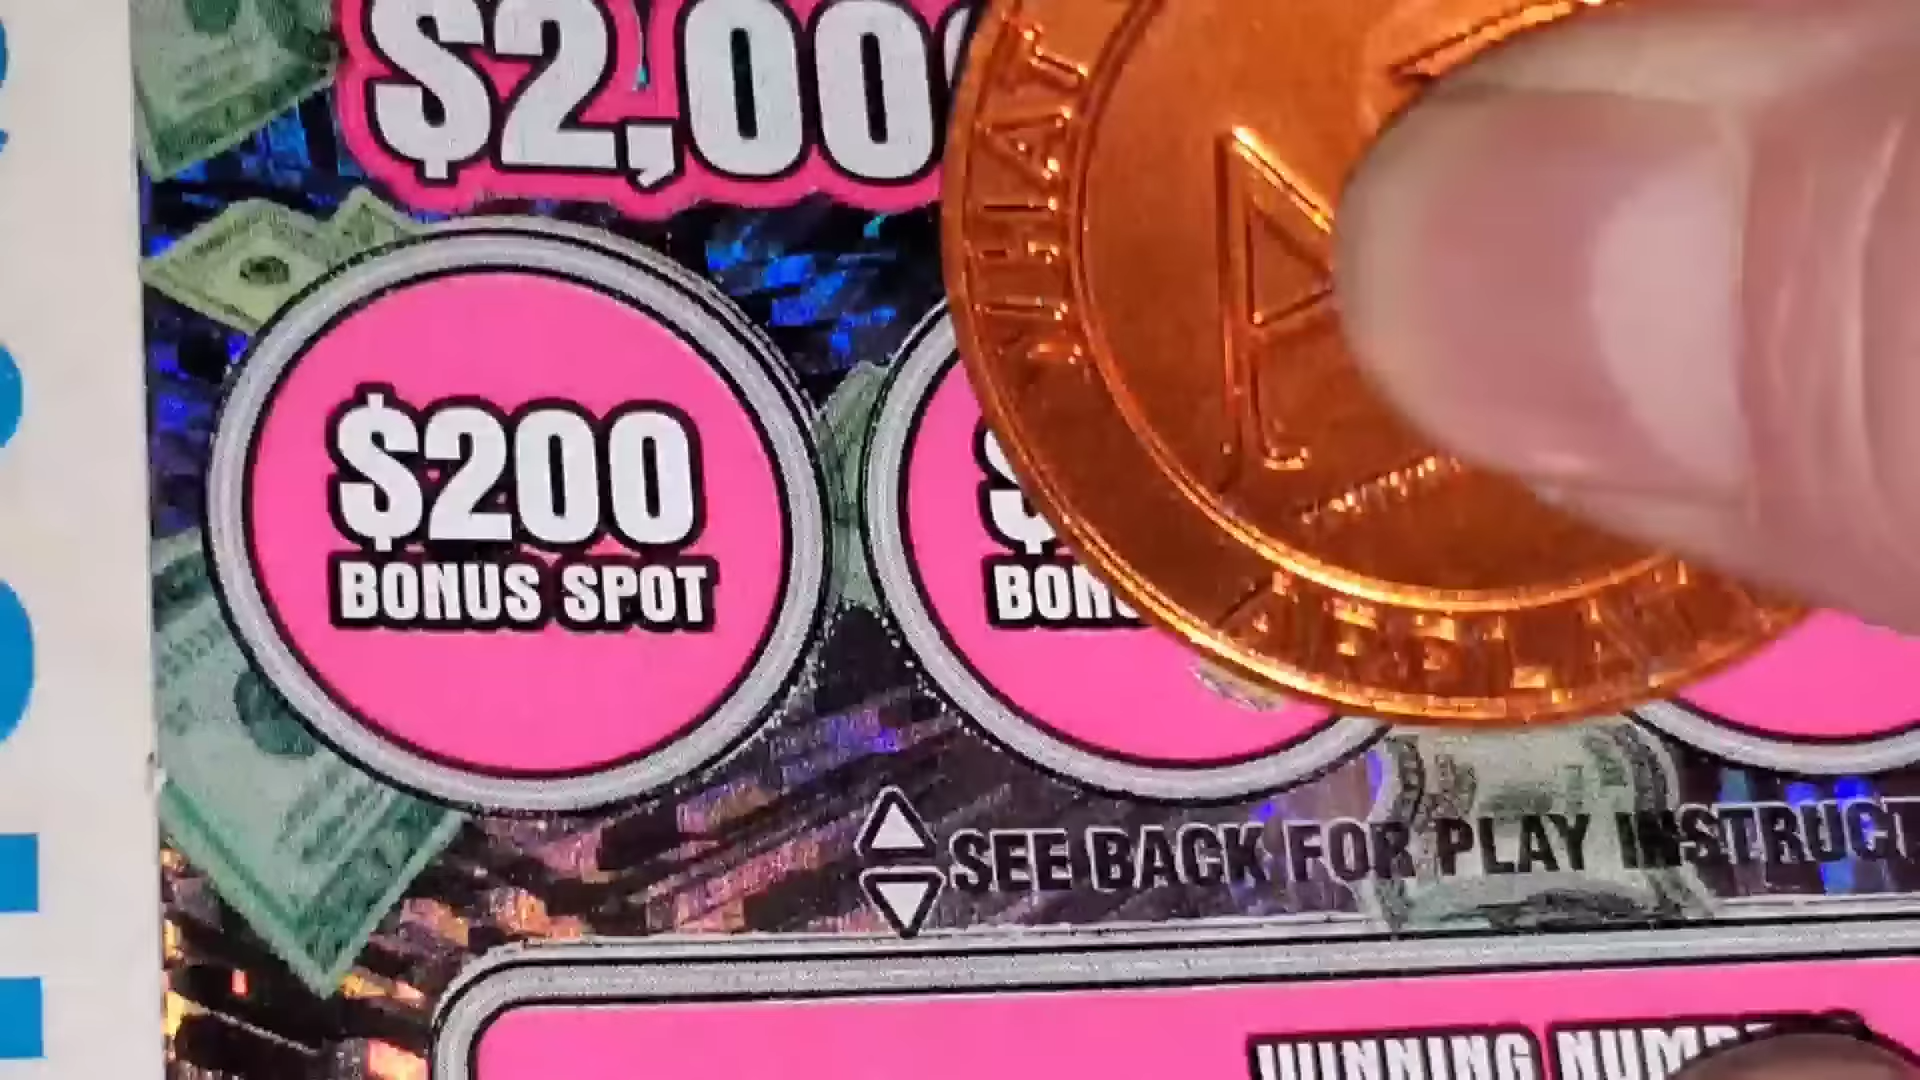 $2,00
$200
BONUS SPOT
$
BON
SEE BACK FOR PLAY INSTRUCT
WINNING NUMB